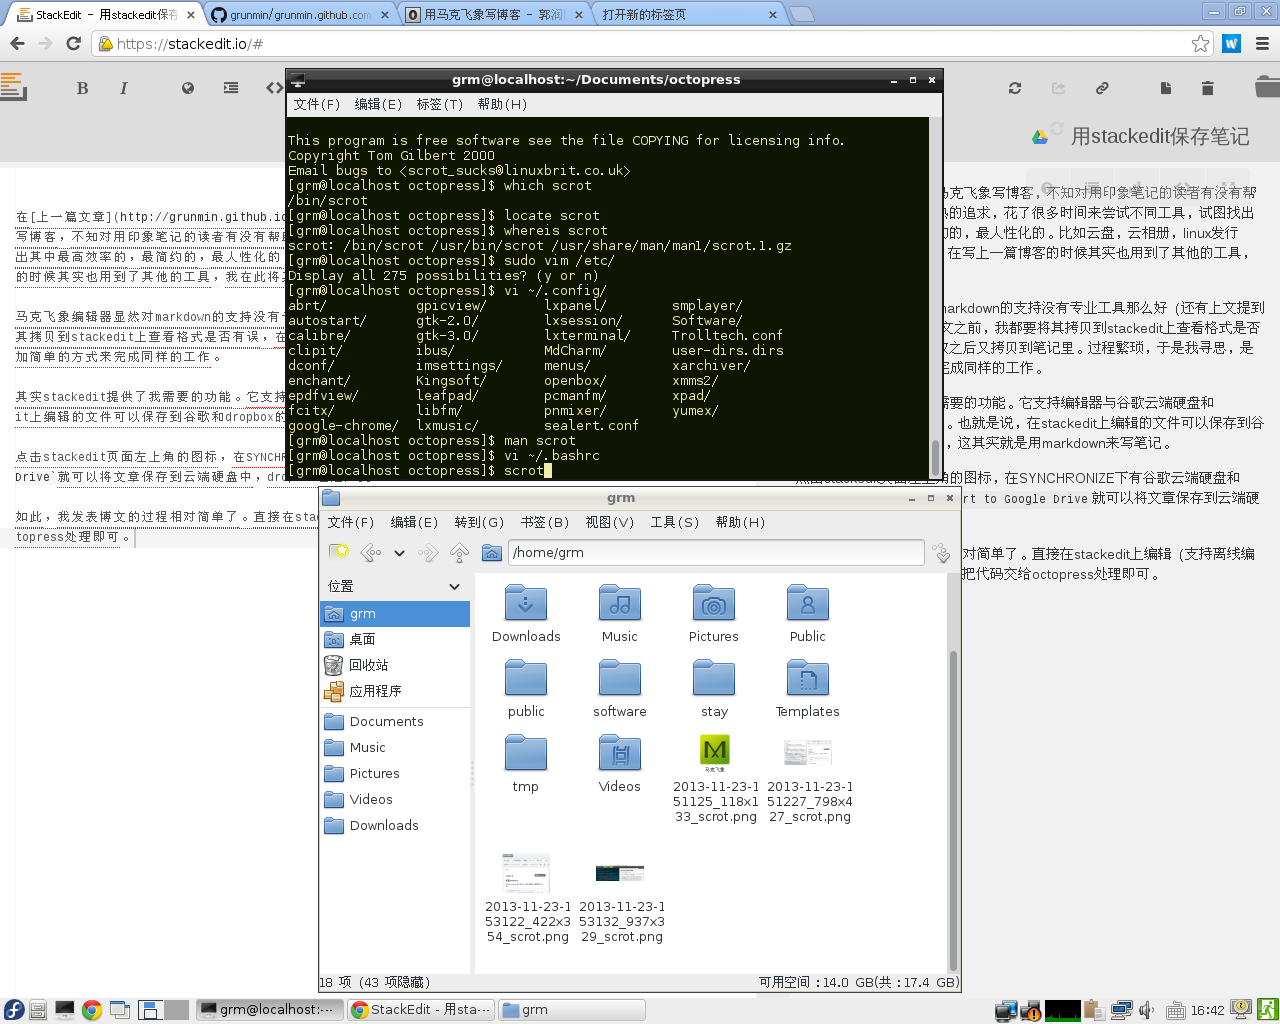 StackEdit - 用stackedit保存
grunmin/grunmin.github.com
用马克飞象写博客 - 郭润
打开新的标签页
https://stackedit.io/#
B
I
用stackedit保存笔记
grm@localhost:~/Documents/octopress
文件(F) 编辑(E) 标签(T) 帮助(H)
This program is free software see the file COPYING for licensing info.
Copyright Tom Gilbert 2000
Email bugs to <scrot_sucks@linuxbrit.co.uk>
[grm@localhost octopress]$ which scrot
/bin/scrot
[grm@localhost octopress]$ locate scrot
[grm@localhost octopress]$ whereis scrot
scrot: /bin/scrot /usr/bin/scrot /usr/share/man/man1/scrot.1.gz
[grm@localhost octopress]$ sudo vim /etc/
Display all 275 possibilities? (y or n)
[grm@localhost octopress]$ vi ~/.config/
abrt/ gpicview/ lxpanel/ smplayer/
autostart/ gtk-2.0/ lxsession/ Software/
calibre/ gtk-3.0/ lxterminal/ Trolltech.conf
clipit/ ibus/ MdCharm/ user-dirs.dirs
dconf/ imsettings/ menus/ xarchiver/
enchant/ Kingsoft/ openbox/ xmms2/
epdfview/ leafpad/ pcmanfm/ xpad/
fcitx/ libfm/ pnmixer/ yumex/
google-chrome/ lxmusic/ sealert.conf
[grm@localhost octopress]$ man scrot
[grm@localhost octopress]$ vi ~/.bashrc
[grm@localhost octopress]$ scrot
在[上一篇文章](http://grunmin.github.io
写博客，不知对用印象笔记的读者有没有帮
出其中最高效率的，最简约的，最人性化的
的时候其实也用到了其他的工具，我在此将
马克飞象编辑器显然对markdown的支持没有
其拷贝到stackedit上查看格式是否有误，在
加简单的方式来完成同样的工作。
其实stackedit提供了我需要的功能。它支持
it上编辑的文件可以保存到谷歌和dropbox的
点击stackedit页面左上角的图标，在SYNCHR
Drive`就可以将文章保存到云端硬盘中，
如此，我发表博文的过程相对简单了。直接在stac
topress处理即可。
马克飞象写博客，不知对用印象笔记的读者有没有帮
的追求，花了很多时间来尝试不同工具，试图找出
的，最人性化的。比如云盘，云相册，linux发行
在写上一篇博客的时候其实也用到了其他的工具，
markdown的支持没有专业工具那么好（还有上文提到
文之前，我都要将其拷贝到stackedit上查看格式是否
之后又拷贝到笔记里。过程繁琐，于是我寻思，是
完成同样的工作。
需要的功能。它支持编辑器与谷歌云端硬盘和
。也就是说，在stackedit上编辑的文件可以保存到谷
，这其实就是用markdown来写笔记。
点击stackedit页面左上角的图标，在SYNCHRONIZE下有谷歌云端硬盘和
rt to Google Drive 就可以将文章保存到云端硬
对简单了。直接在stackedit上编辑（支持离线编
把代码交给octopress处理即可。
grm
文件(F) 编辑(E) 转到(G) 书签(B) 视图(V) 工具(S) 帮助(H)
/home/grm
位置
grm
桌面
回收站
应用程序
Documents
Music
Pictures
Videos
Downloads
Downloads Music Pictures Public
public software stay Templates
tmp Videos
2013-11-23-1
51125_118x1
33_scrot.png
2013-11-23-1
51227_798x4
27_scrot.png
2013-11-23-1
53122_422x3
54_scrot.png
2013-11-23-1
53132_937x3
29_scrot.png
18 项 (43 项隐藏)
可用空间：14.0 GB(共：17.4 GB)
grm@localhost:···
StackEdit - 用sta···
grm
16:42